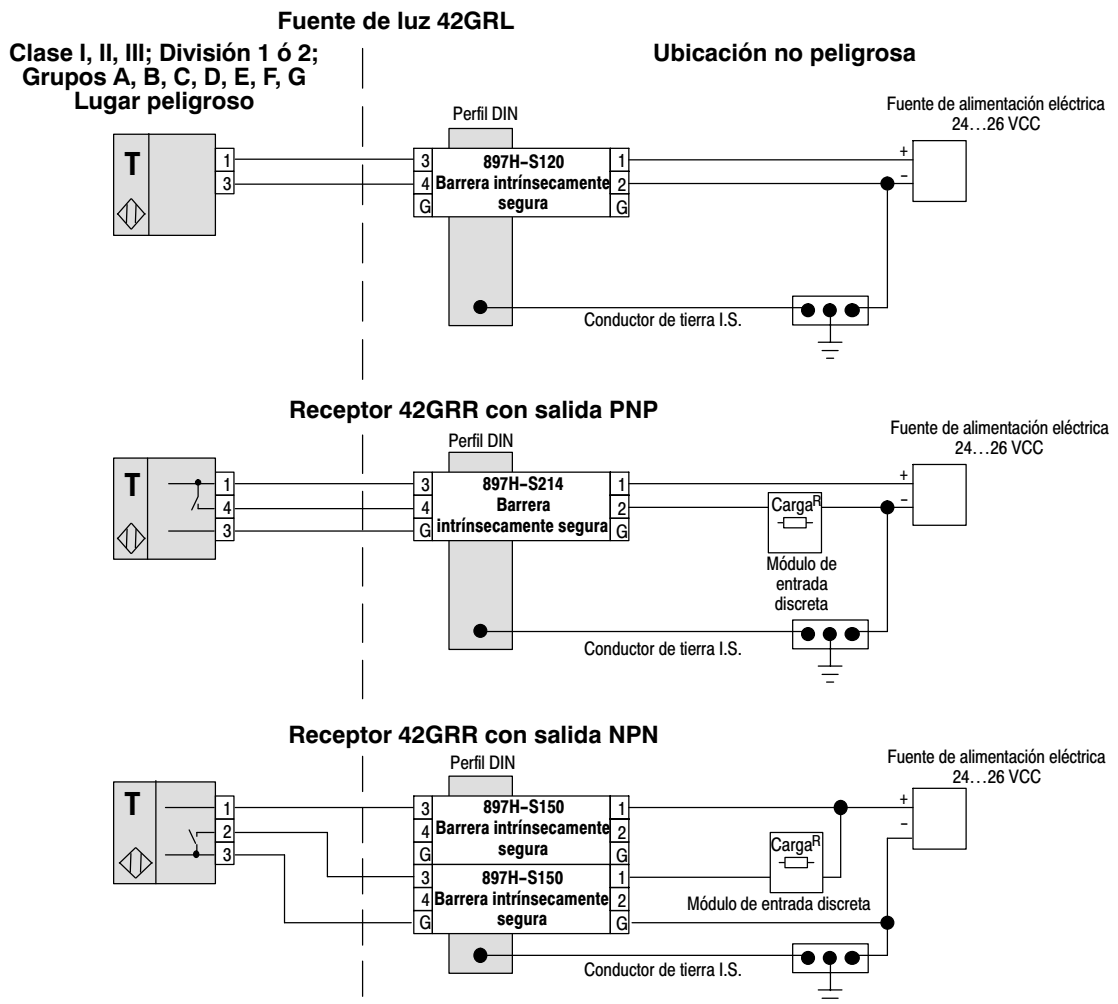 Fuente de luz 42GRL
Clase I, II, III; División 1 ó 2;
Grupos A, B, C, D, E, F, G
Lugar peligroso
Ubicación no peligrosa
Perfil DIN
Fuente de alimentación eléctrica
24…26 VCC
T
1
3
3
4
G
897H–S120
Barrera intrínsecamente
segura
1
2
G
+
–
Conductor de tierra I.S.
Receptor 42GRR con salida PNP
Perfil DIN
Fuente de alimentación eléctrica
24…26 VCC
T
1
4
3
3
4
G
897H–S214
Barrera
intrínsecamente segura
1
2
G
+
–
Carga R
Módulo de
entrada
discreta
Conductor de tierra I.S.
Receptor 42GRR con salida NPN
Perfil DIN
Fuente de alimentación eléctrica
24…26 VCC
T
1
2
3
3
4
G
897H–S150
Barrera intrínsecamente
segura
1
2
G
3
4
G
897H–S150
Barrera intrínsecamente
segura
1
2
G
+
–
Carga R
Módulo de entrada discreta
Conductor de tierra I.S.